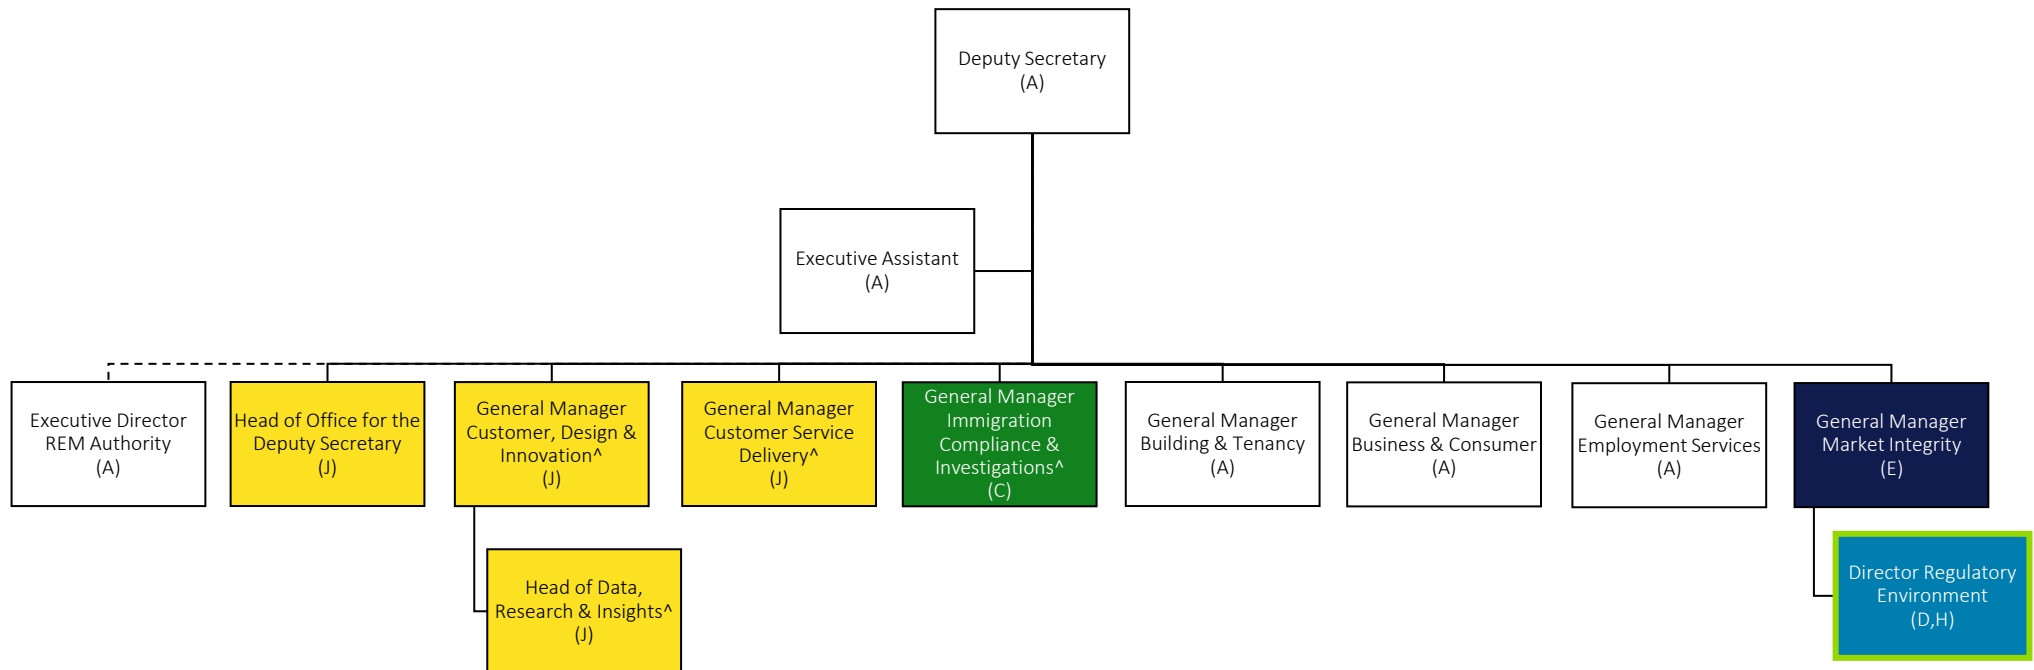 Deputy Secretary
(A)
Executive Assistant
(A)
Executive Director
REM Authority
(A)
Head of Office for the
Deputy Secretary
(J)
General Manager
Customer, Design &
Innovation^
(J)
General Manager
Customer Service
Delivery^
(J)
General Manager
Immigration
Compliance &
Investigations^
(C)
General Manager
Building & Tenancy
(A)
General Manager
Business & Consumer
(A)
General Manager
Employment Services
(A)
General Manager
Market Integrity
(E)
Head of Data,
Research & Insights^
(J)
Director Regulatory
Environment
(D,H)